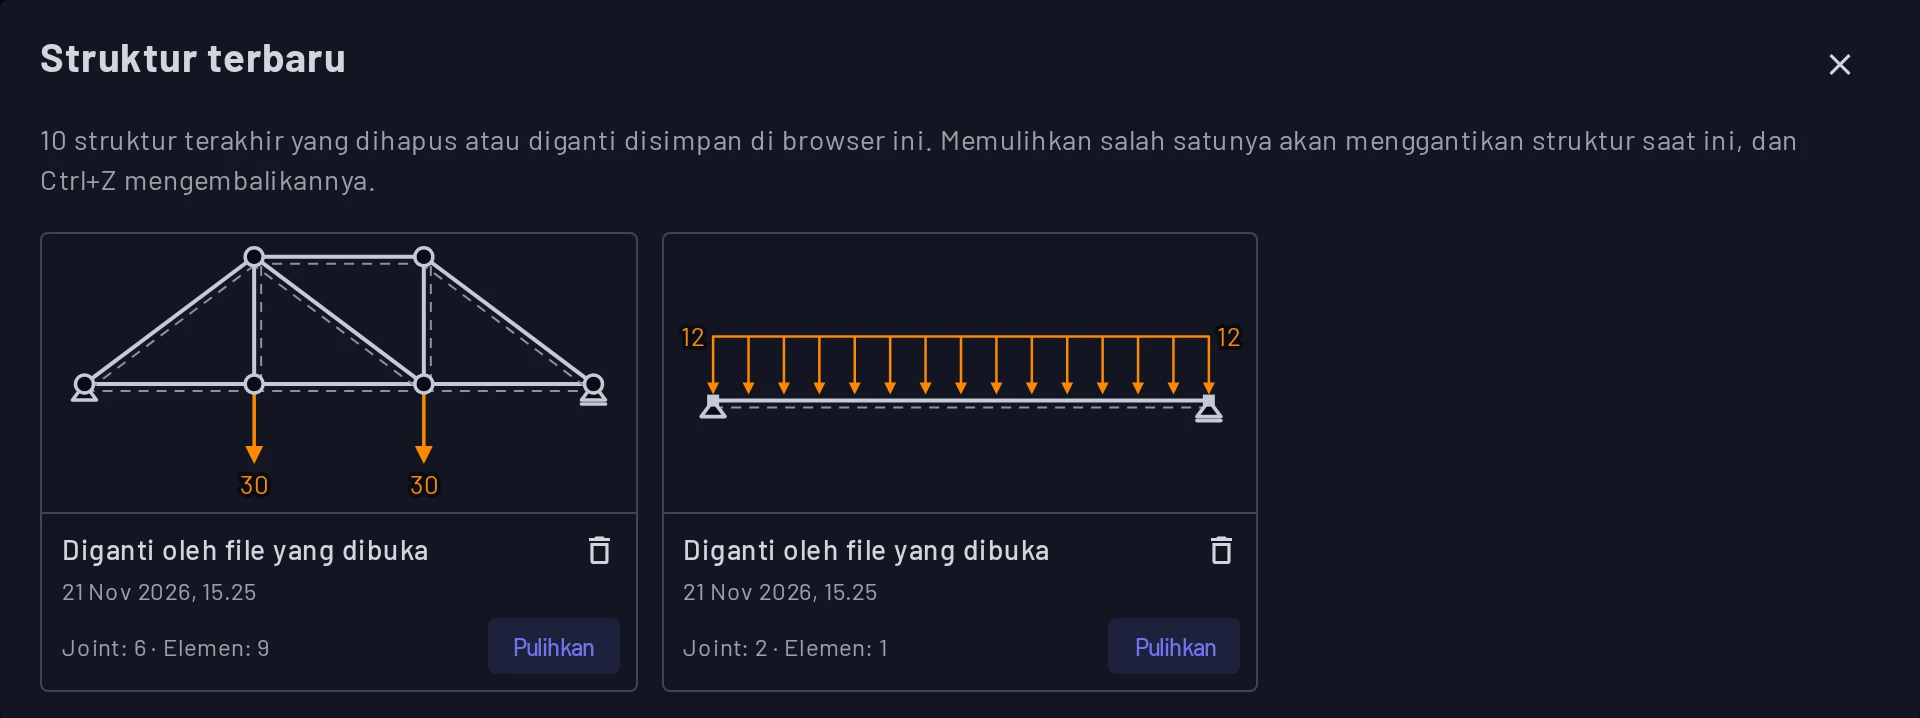 Struktur terbaru
10 struktur terakhir yang dihapus atau diganti disimpan di browser ini. Memulihkan salah satunya akan menggantikan struktur saat ini, dan
Ctrl+Z mengembalikannya.
30
30
Diganti oleh file yang dibuka
21 Nov 2026, 15.25
Joint: 6 · Elemen: 9
Pulihkan
12
12
Diganti oleh file yang dibuka
21 Nov 2026, 15.25
Joint: 2 · Elemen: 1
Pulihkan